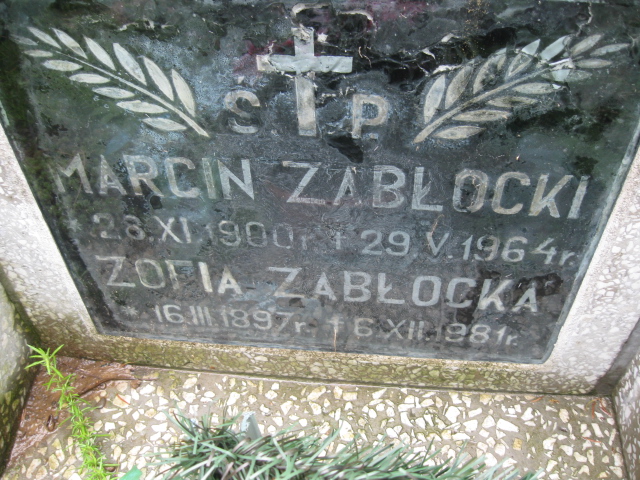 S P
MARCIN ZABŁOCKI
* 28.XI.1900r. + 29.V.1964r.
ZOFIA ZABŁOCKA
* 16.III.1897r. + 6.XII.1981r.